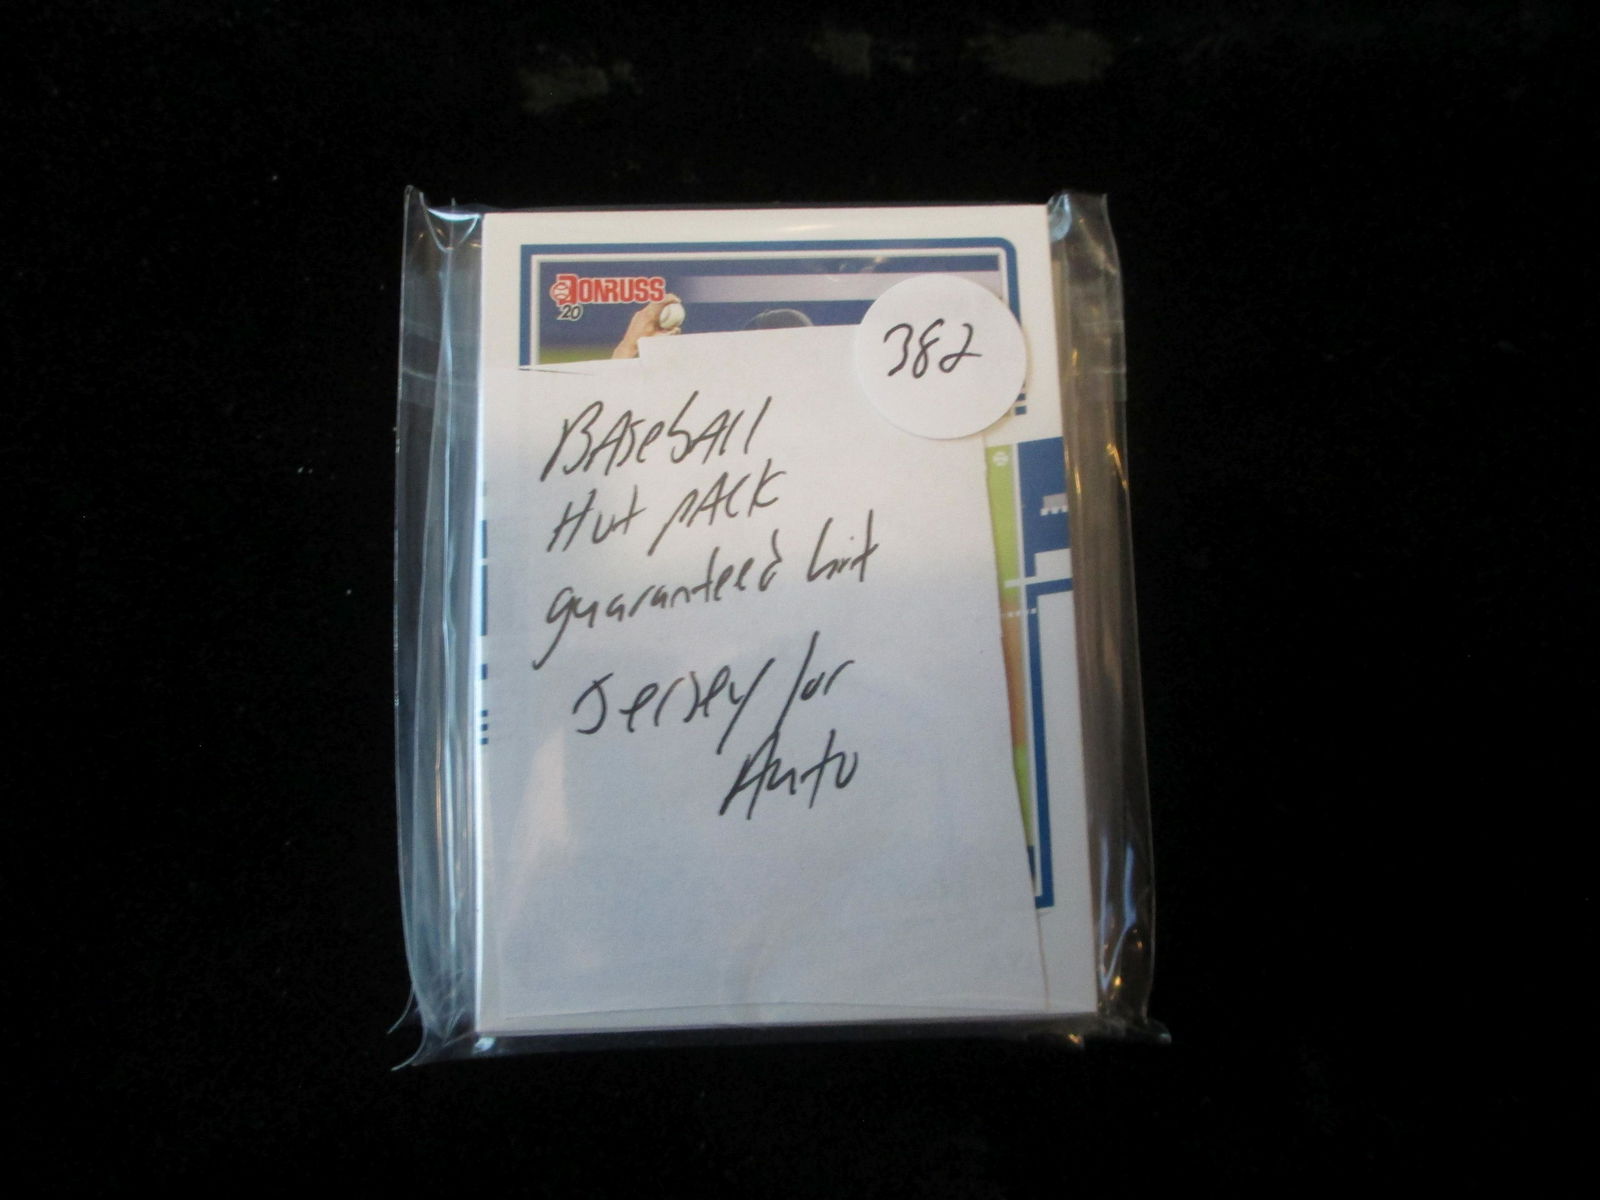 DONRUSS
20
382
BAsebAll
Hot pACK
guaranteed hit
Jersey/or
Auto